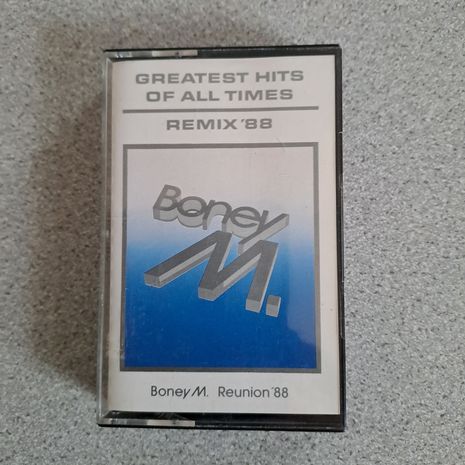 GREATEST HITS
OF ALL TIMES
REMIX ´88
Boney
M.
Boney M. Reunion ´88